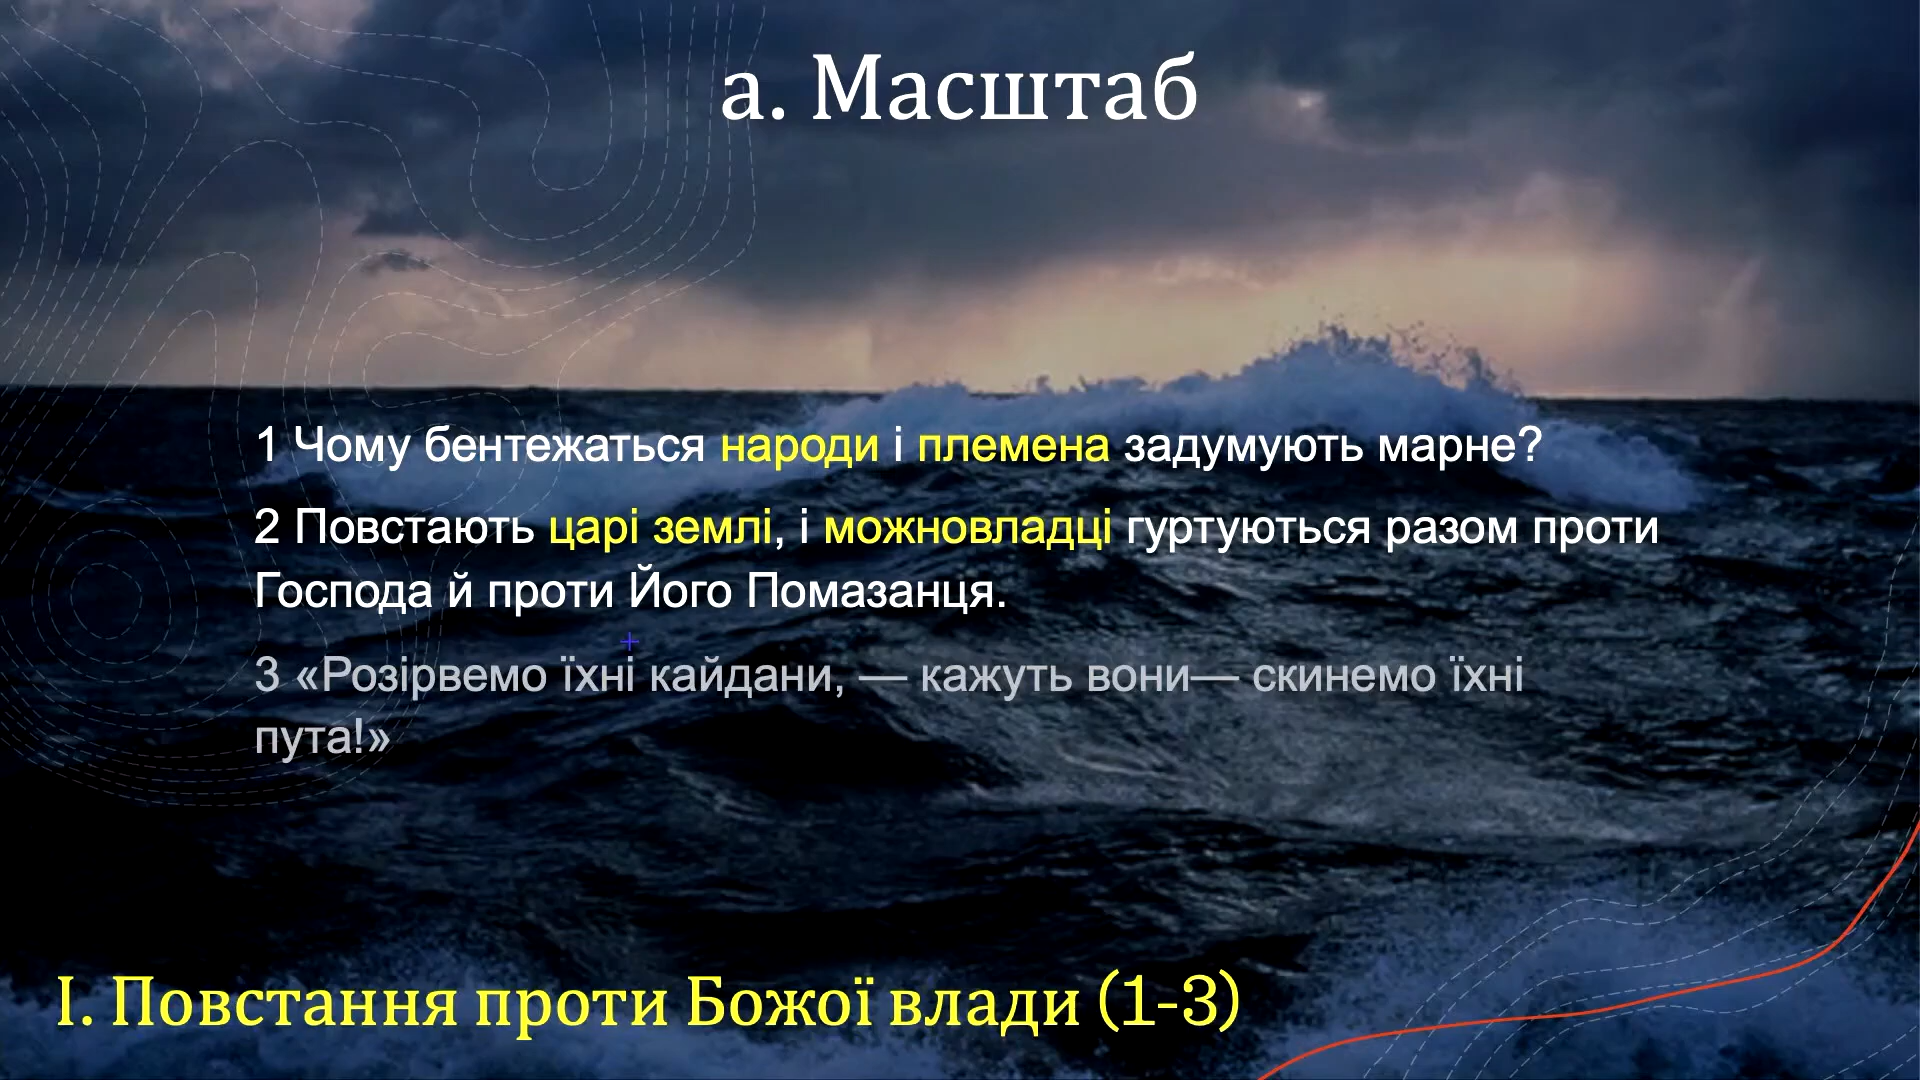 а. Масштаб
1 Чому бентежаться народи і племена задумують марне?
2 Повстають царі землі, і можновладці гуртуються разом проти
Господа й проти Його Помазанця.
3 «Розірвемо їхні кайдани, — кажуть вони— скинемо їхні
пута!»
І. Повстання проти Божої влади (1-3)